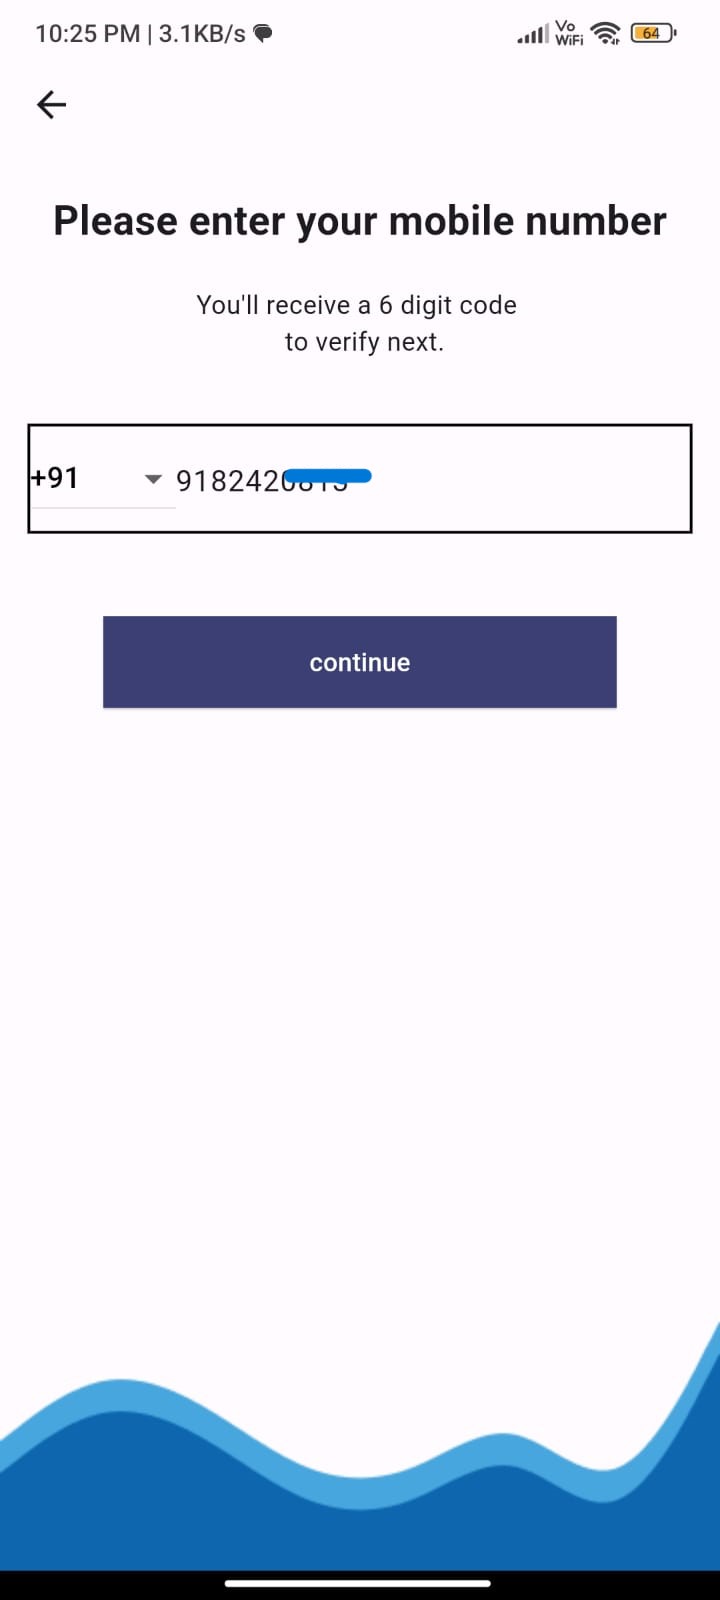 10:25 PM | 3.1KB/s
Vo
WiFi
64
Please enter your mobile number
You'll receive a 6 digit code
to verify next.
+91 918242
continue